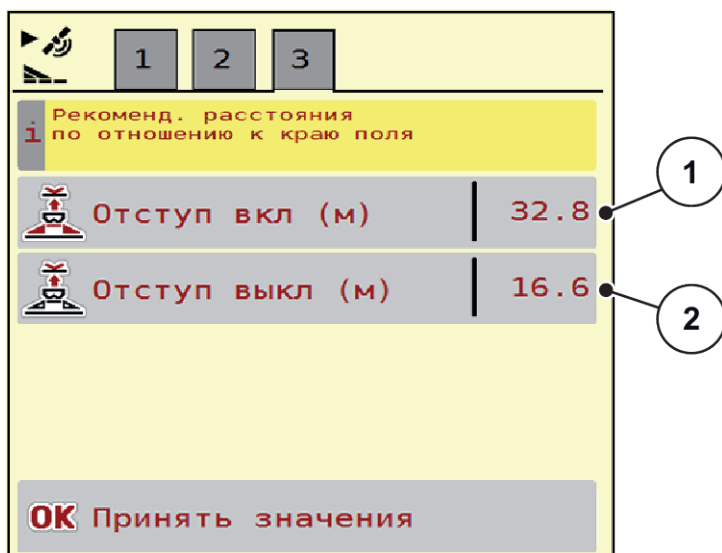 1 2 3
i Рекоменд. расстояния
по отношению к краю поля
Отступ вкл (м) 32.8
1
Отступ выкл (м) 16.6
2
OK Принять значения